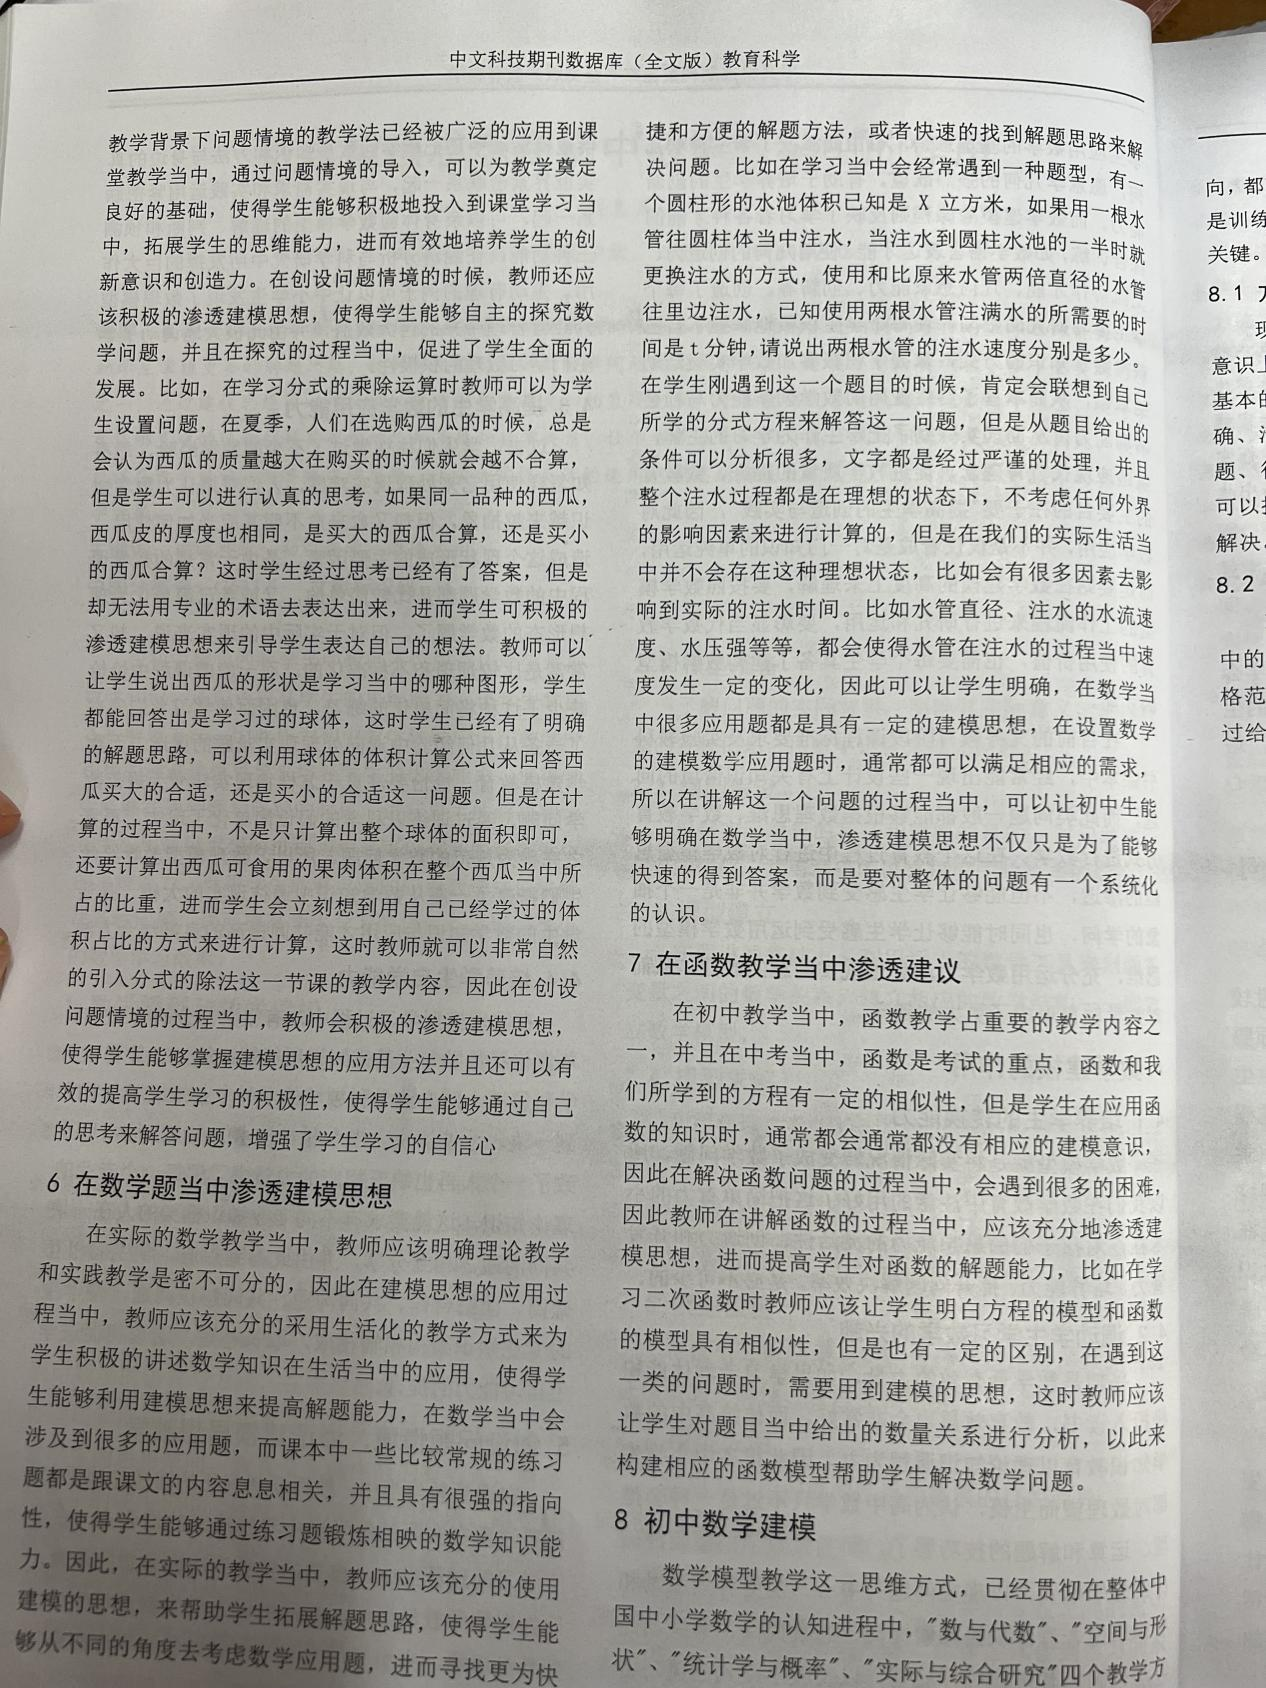 中文科技期刊数据库（全文版）教育科学
教学背景下问题情境的教学法已经被广泛的应用到课
堂教学当中，通过问题情境的导入，可以为教学奠定
良好的基础，使得学生能够积极地投入到课堂学习当
中，拓展学生的思维能力，进而有效地培养学生的创
新意识和创造力。在创设问题情境的时候，教师还应
该积极的渗透建模思想，使得学生能够自主的探究数
学问题，并且在探究的过程当中，促进了学生全面的
发展。比如，在学习分式的乘除运算时教师可以为学
生设置问题，在夏季，人们在选购西瓜的时候，总是
会认为西瓜的质量越大在购买的时候就会越不合算，
但是学生可以进行认真的思考，如果同一品种的西瓜，
西瓜皮的厚度也相同，是买大的西瓜合算，还是买小
的西瓜合算？这时学生经过思考已经有了答案，但是
却无法用专业的术语去表达出来，进而学生可积极的
渗透建模思想来引导学生表达自己的想法。教师可以
让学生说出西瓜的形状是学习当中的哪种图形，学生
都能回答出是学习过的球体，这时学生已经有了明确
的解题思路，可以利用球体的体积计算公式来回答西
瓜买大的合适，还是买小的合适这一问题。但是在计
算的过程当中，不是只计算出整个球体的面积即可，
还要计算出西瓜可食用的果肉体积在整个西瓜当中所
占的比重，进而学生会立刻想到用自己已经学过的体
积占比的方式来进行计算，这时教师就可以非常自然
的引入分式的除法这一节课的教学内容，因此在创设
问题情境的过程当中，教师会积极的渗透建模思想，
使得学生能够掌握建模思想的应用方法并且还可以有
效的提高学生学习的积极性，使得学生能够通过自己
的思考来解答问题，增强了学生学习的自信心
6 在数学题当中渗透建模思想
在实际的数学教学当中，教师应该明确理论教学
和实践教学是密不可分的，因此在建模思想的应用过
程当中，教师应该充分的采用生活化的教学方式来为
学生积极的讲述数学知识在生活当中的应用，使得学
生能够利用建模思想来提高解题能力，在数学当中会
涉及到很多的应用题，而课本中一些比较常规的练习
题都是跟课文的内容息息相关，并且具有很强的指向
性，使得学生能够通过练习题锻炼相映的数学知识能
力。因此，在实际的教学当中，教师应该充分的使用
建模的思想，来帮助学生拓展解题思路，使得学生能
够从不同的角度去考虑数学应用题，进而寻找更为快
捷和方便的解题方法，或者快速的找到解题思路来解
决问题。比如在学习当中会经常遇到一种题型，有一
个圆柱形的水池体积已知是 X 立方米，如果用一根水
管往圆柱体当中注水，当注水到圆柱水池的一半时就
更换注水的方式，使用和比原来水管两倍直径的水管
往里边注水，已知使用两根水管注满水的所需要的时
间是 t 分钟，请说出两根水管的注水速度分别是多少。
在学生刚遇到这一个题目的时候，肯定会联想到自己
所学的分式方程来解答这一问题，但是从题目给出的
条件可以分析很多，文字都是经过严谨的处理，并且
整个注水过程都是在理想的状态下，不考虑任何外界
的影响因素来进行计算的，但是在我们的实际生活当
中并不会存在这种理想状态，比如会有很多因素去影
响到实际的注水时间。比如水管直径、注水的水流速
度、水压强等等，都会使得水管在注水的过程当中速
度发生一定的变化，因此可以让学生明确，在数学当
中很多应用题都是具有一定的建模思想，在设置数学
的建模数学应用题时，通常都可以满足相应的需求，
所以在讲解这一个问题的过程当中，可以让初中生能
够明确在数学当中，渗透建模思想不仅只是为了能够
快速的得到答案，而是要对整体的问题有一个系统化
的认识。
7 在函数教学当中渗透建议
在初中教学当中，函数教学占重要的教学内容之
一，并且在中考当中，函数是考试的重点，函数和我
们所学到的方程有一定的相似性，但是学生在应用函
数的知识时，通常都会通常都没有相应的建模意识，
因此在解决函数问题的过程当中，会遇到很多的困难，
因此教师在讲解函数的过程当中，应该充分地渗透建
模思想，进而提高学生对函数的解题能力，比如在学
习二次函数时教师应该让学生明白方程的模型和函数
的模型具有相似性，但是也有一定的区别，在遇到这
一类的问题时，需要用到建模的思想，这时教师应该
让学生对题目当中给出的数量关系进行分析，以此来
构建相应的函数模型帮助学生解决数学问题。
8 初中数学建模
数学模型教学这一思维方式，已经贯彻在整体中
国中小学数学的认知进程中，"数与代数"、"空间与形
状"、"统计学与概率"、"实际与综合研究"四个教学方
向，都
是训练
关键。
8.1
意识上
基本的
确、
题、
可以
解决
8.2
中的
格范
过给